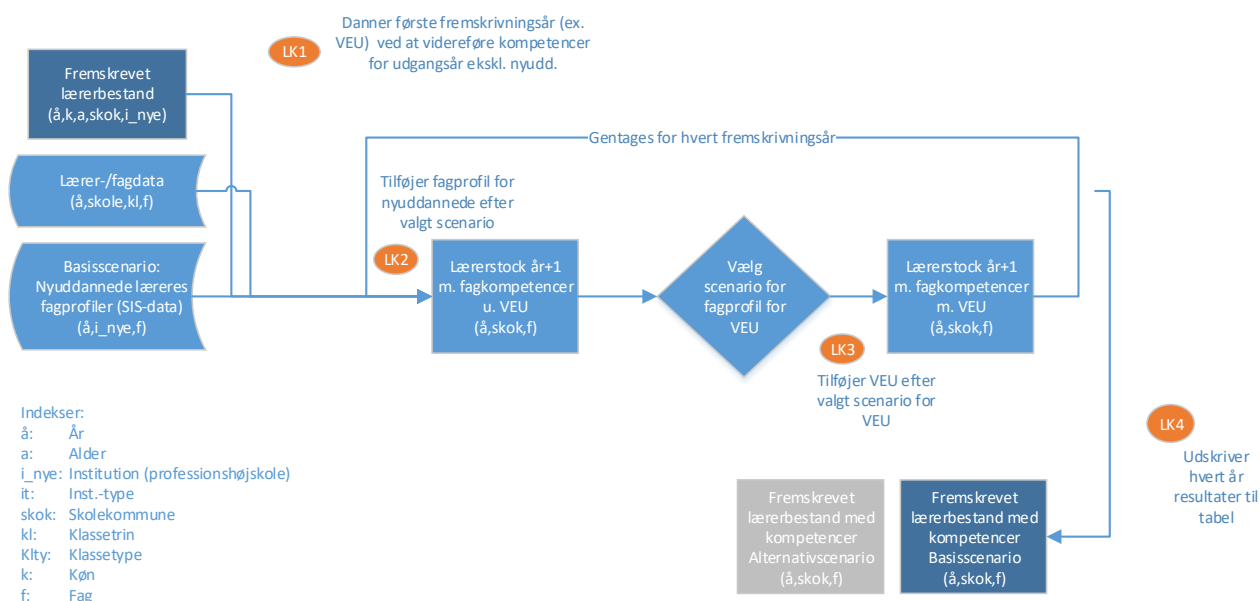 LK1
Danner første fremskrivningsår (ex.
VEU) ved at videreføre kompetencer
for udgangsår ekskl. nyudd.
Fremskrevet
lærerbestand
(å,k,a,skok,i_nye)
Gentages for hvert fremskrivningsår
Lærer-/fagdata
(å,skole,kl,f)
Tilføjer fagprofil for
nyuddannede efter
valgt scenario
LK2
Basisscenario:
Nyuddannede læreres
fagprofiler (SIS-data)
(å,i_nye,f)
Lærerstock år+1
m. fagkompetencer
u. VEU
(å,skok,f)
Vælg
scenario for
fagprofil for
VEU
Lærerstock år+1
m. fagkompetencer
m. VEU
(å,skok,f)
LK3
Tilføjer VEU efter
valgt scenario for
VEU
LK4
Udskriver
hvert år
resultater til
tabel
Indekser:
å: År
a: Alder
i_nye: Institution (professionshøjskole)
it: Inst.-type
skok: Skolekommune
kl: Klassetrin
Klty: Klassetype
k: Køn
f: Fag
Fremskrevet
lærerbestand med
kompetencer
Alternativscenario
(å,skok,f)
Fremskrevet
lærerbestand med
kompetencer
Basisscenario
(å,skok,f)